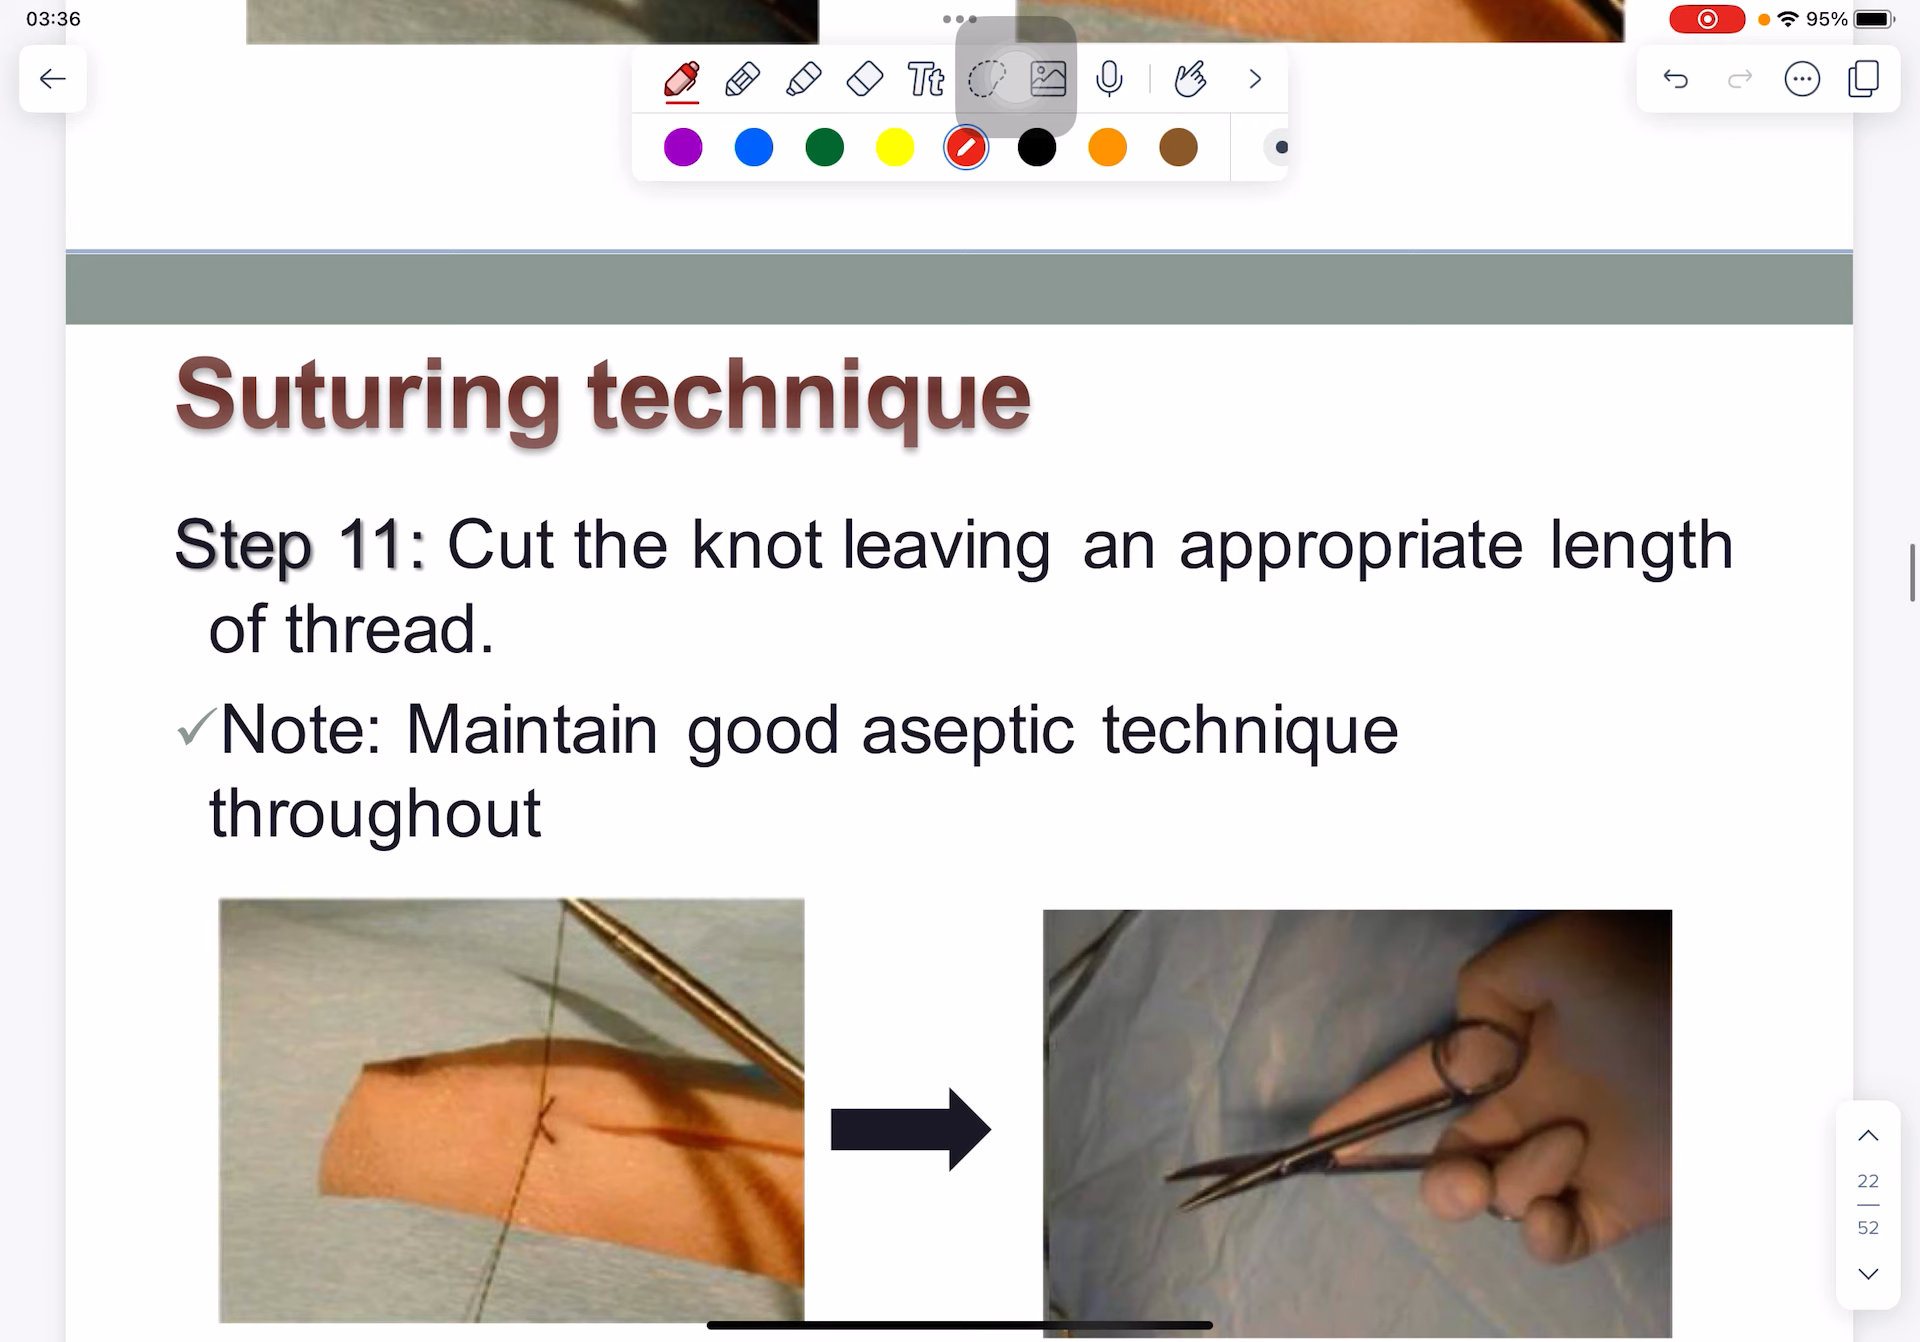 03:36
95%
Tt
Suturing technique
Step 11: Cut the knot leaving an appropriate length
of thread.
✓Note: Maintain good aseptic technique
throughout
22
52